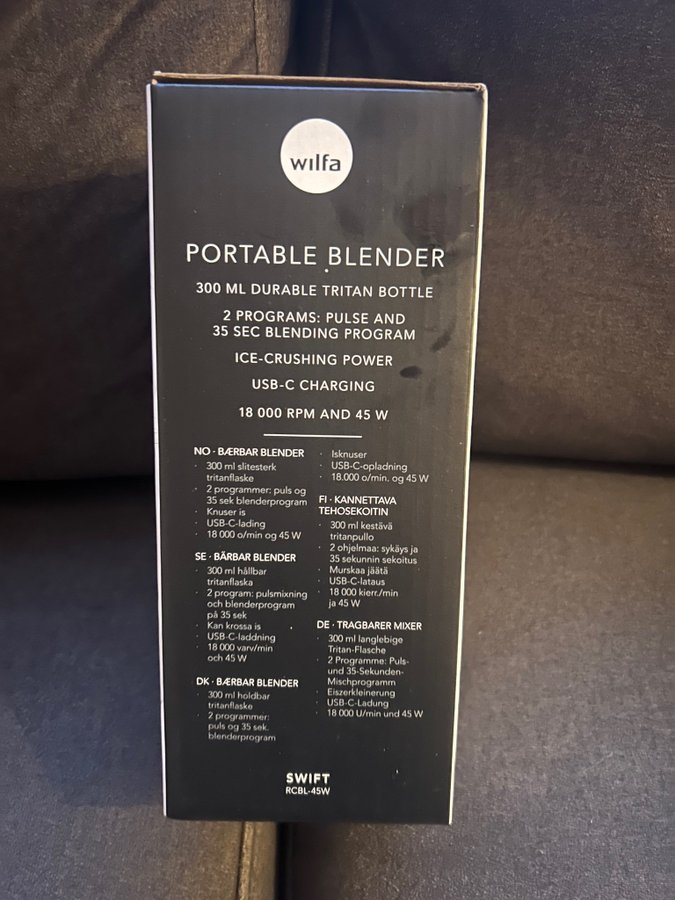 wilfa
PORTABLE BLENDER
300 ML DURABLE TRITAN BOTTLE
2 PROGRAMS: PULSE AND
35 SEC BLENDING PROGRAM
ICE-CRUSHING POWER
USB-C CHARGING
18 000 RPM AND 45 W
NO · BÆRBAR BLENDER
· 300 ml slitesterk
tritanflaske
· 2 programmer: puls og
35 sek blenderprogram
· Knuser is
· USB-C-lading
· 18 000 o/min og 45 W
SE · BÄRBAR BLENDER
· 300 ml hållbar
tritanflaska
· 2 program: pulsmixning
och blenderprogram
på 35 sek
· Kan krossa is
· USB-C-laddning
· 18 000 varv/min
och 45 W
DK · BÆRBAR BLENDER
· 300 ml holdbar
tritanflaske
· 2 programmer:
puls og 35 sek.
blenderprogram
· Isknuser
· USB-C-opladning
· 18.000 o/min. og 45 W
FI · KANNETTAVA
TEHOSEKOITIN
· 300 ml kestävä
tritanpullo
· 2 ohjelmaa: sykäys ja
35 sekunnin sekoitus
· Murskaa jäätä
· USB-C-lataus
· 18 000 kierr./min
ja 45 W
DE · TRAGBARER MIXER
· 300 ml langlebige
Tritan-Flasche
· 2 Programme: Puls-
und 35-Sekunden-
Mischprogramm
· Eiszerkleinerung
· USB-C-Ladung
· 18 000 U/min und 45 W
SWIFT
RCBL-45W